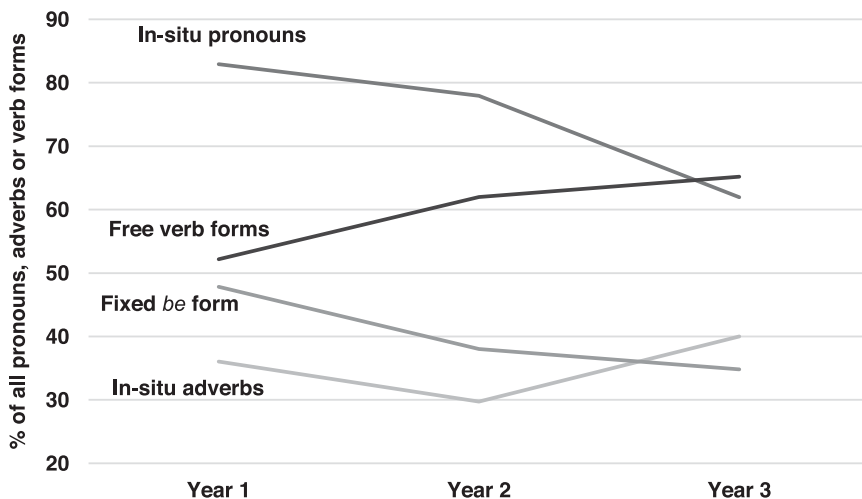 % of all pronouns, adverbs or verb forms
90
80
70
60
50
40
30
20
In-situ pronouns
Free verb forms
Fixed be form
In-situ adverbs
Year 1
Year 2
Year 3